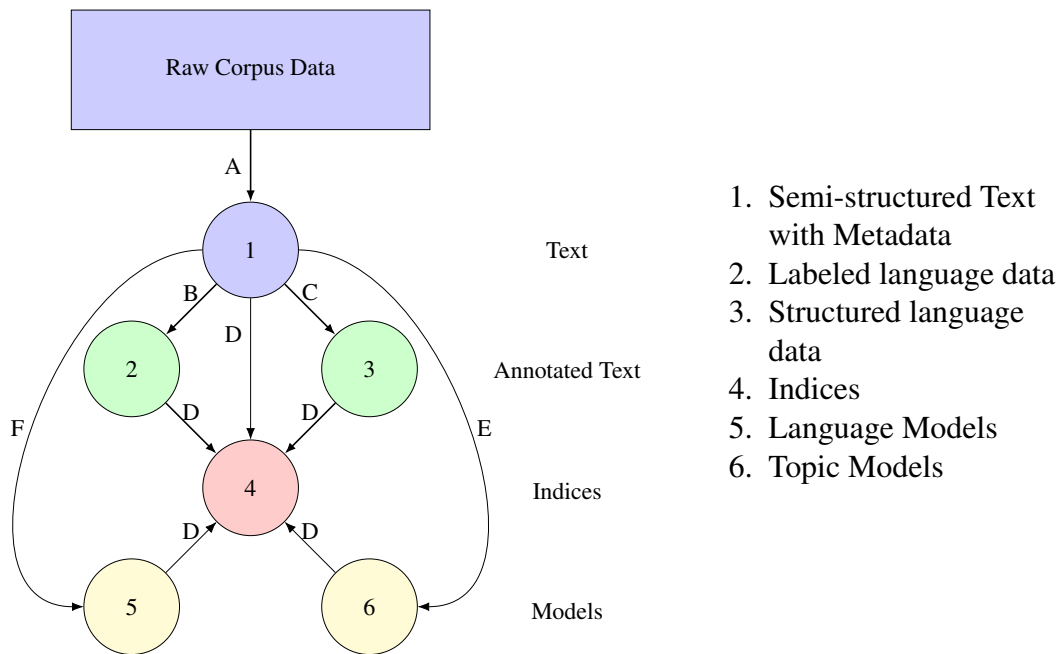 Raw Corpus Data
A
1
Text
B
C
D
2
3
Annotated Text
D
D
F
E
4
Indices
D
D
5
6
Models
1. Semi-structured Text
with Metadata
2. Labeled language data
3. Structured language
data
4. Indices
5. Language Models
6. Topic Models